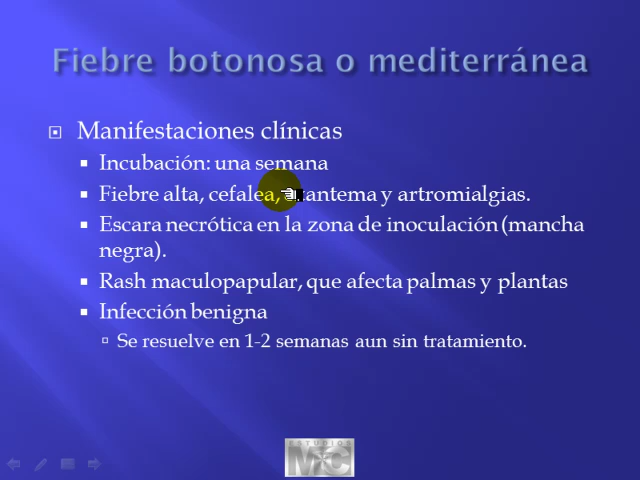 Fiebre botonosa o mediterránea
Manifestaciones clínicas
Incubación: una semana
Fiebre alta, cefalea, y artromialgias.
Escara necrótica en la zona de inoculación (mancha
negra).
Rash maculopapular, que afecta palmas y plantas
Infección benigna
Se resuelve en 1-2 semanas aun sin tratamiento.
ESTUDIOS
MC